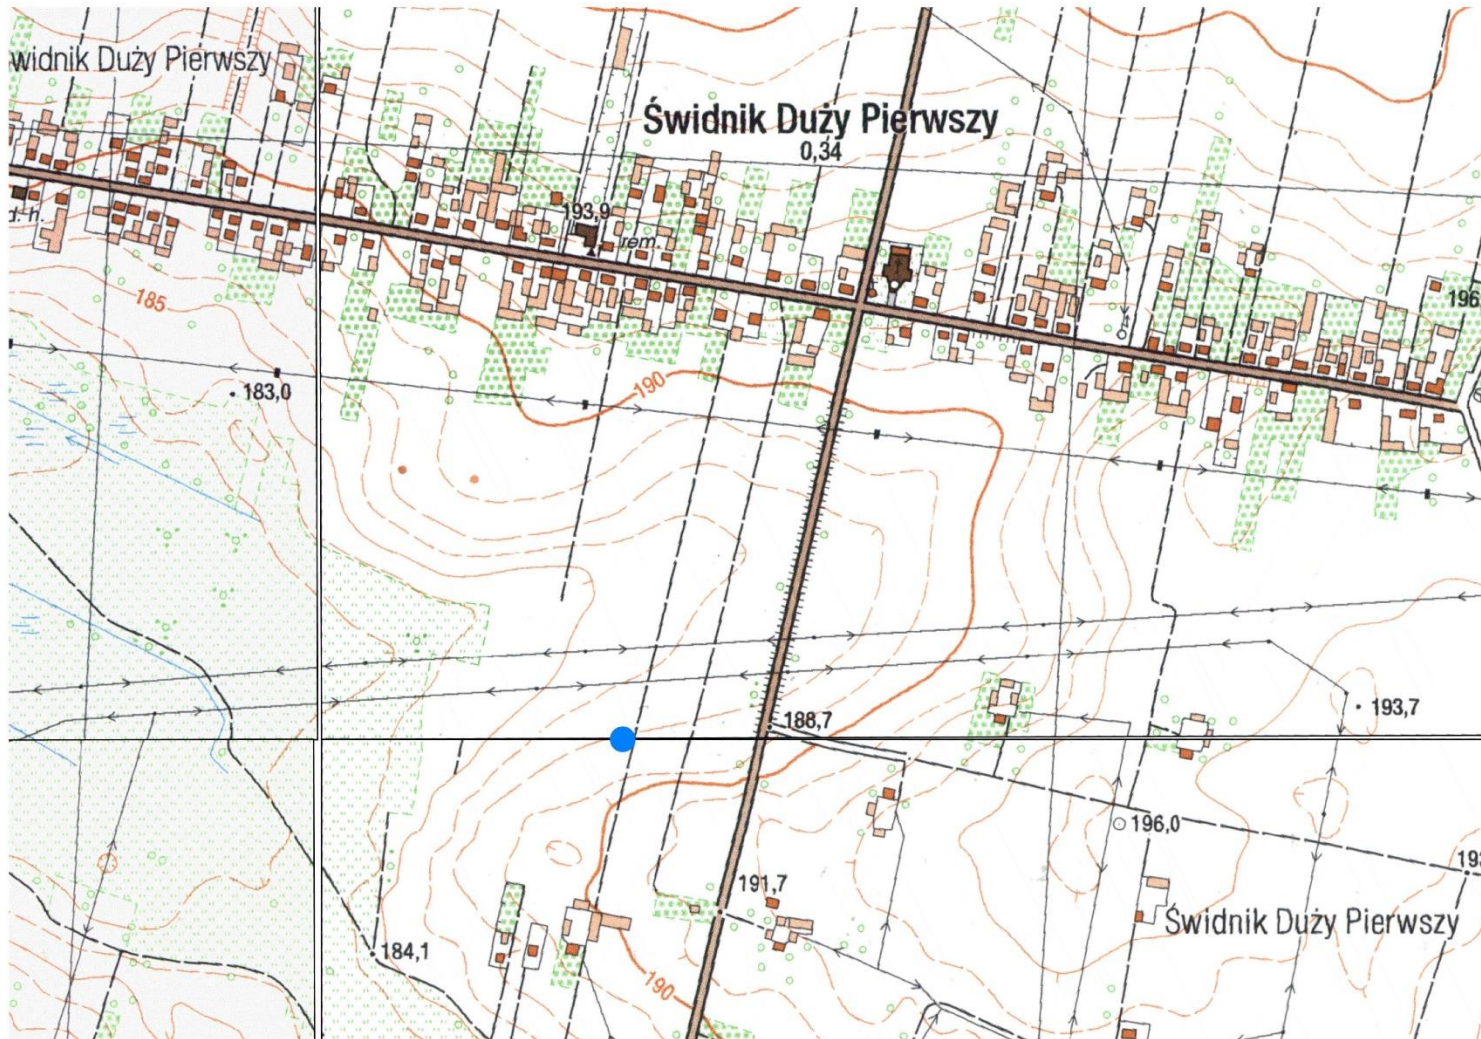 widnik Duży Pierwszy
Świdnik Duży Pierwszy
0,34
193,9
rem.
d. h.
185
196
183,0
190
188,7
193,7
196,0
193
191,7
Świdnik Duży Pierwszy
184,1
190